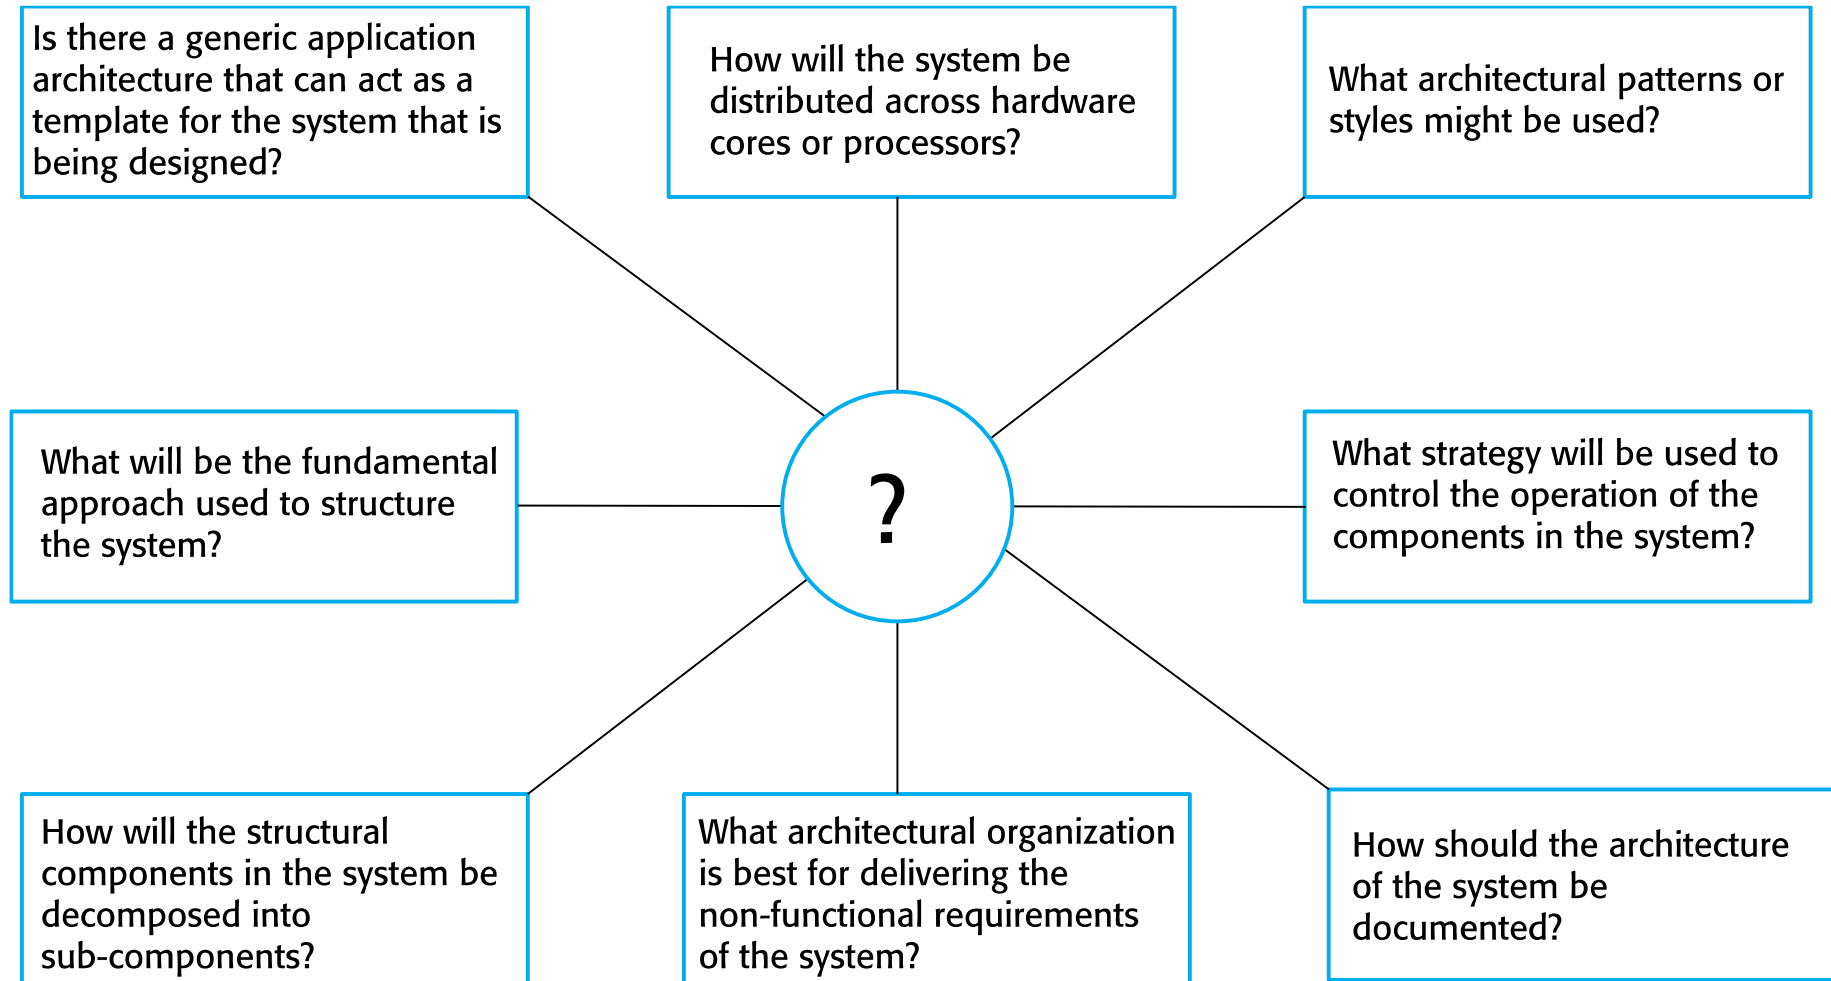 Is there a generic application
architecture that can act as a
template for the system that is
being designed?
How will the system be
distributed across hardware
cores or processors?
What architectural patterns or
styles might be used?
What will be the fundamental
approach used to structure
the system?
?
What strategy will be used to
control the operation of the
components in the system?
How will the structural
components in the system be
decomposed into
sub-components?
What architectural organization
is best for delivering the
non-functional requirements
of the system?
How should the architecture
of the system be
documented?